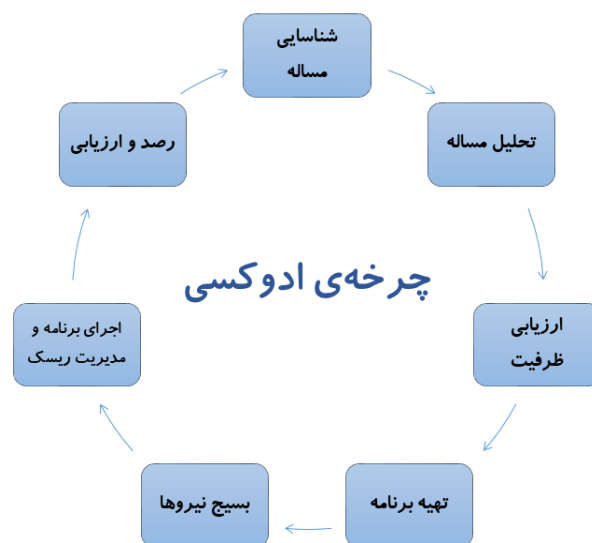 شناسایی
مساله
تحلیل مساله
ارزیابی
ظرفیت
تهیه برنامه
بسیج نیروها
اجرای برنامه و
مدیریت ریسک
رصد و ارزیابی
چرخه‌ی ادوکسی